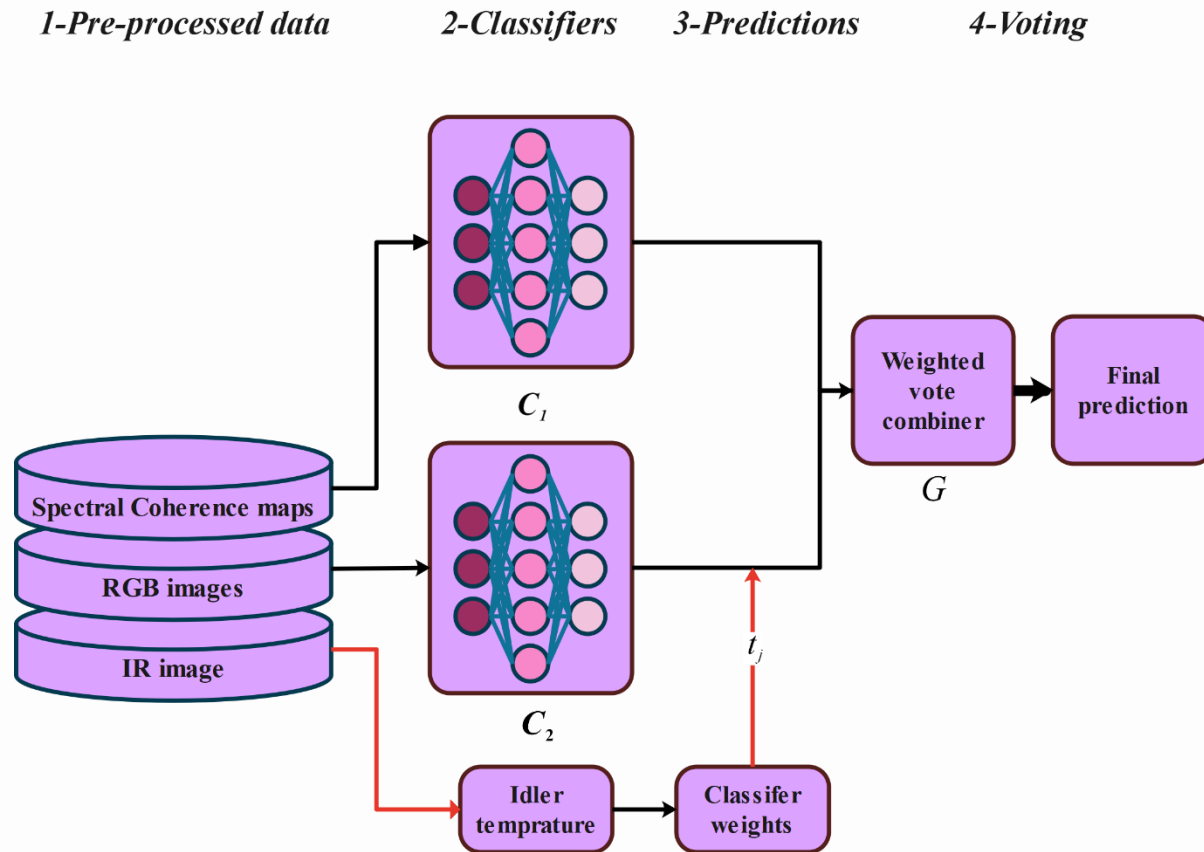 1-Pre-processed data
2-Classifiers
3-Predictions
4-Voting
C1
Weighted
vote
combiner
G
Final
prediction
Spectral Coherence maps
RGB images
IR image
C2
tj
Idler
temprature
Classifer
weights